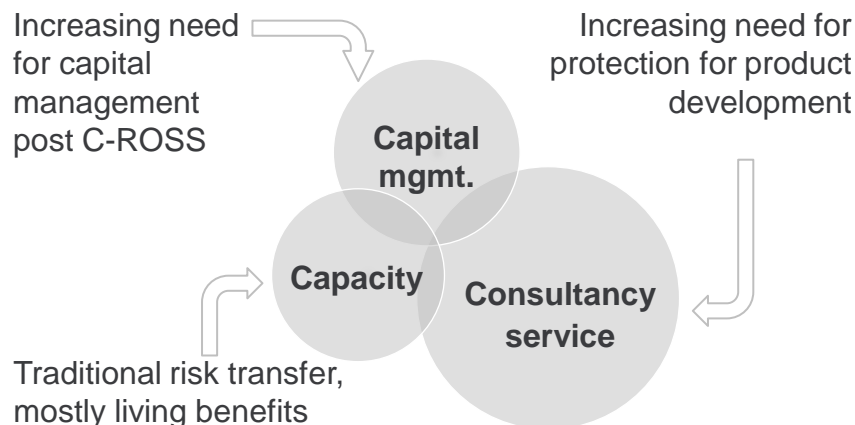 Increasing need
for capital
management
post C-ROSS
Increasing need for
protection for product
development
Capital
mgmt.
Capacity
Consultancy
service
Traditional risk transfer,
mostly living benefits